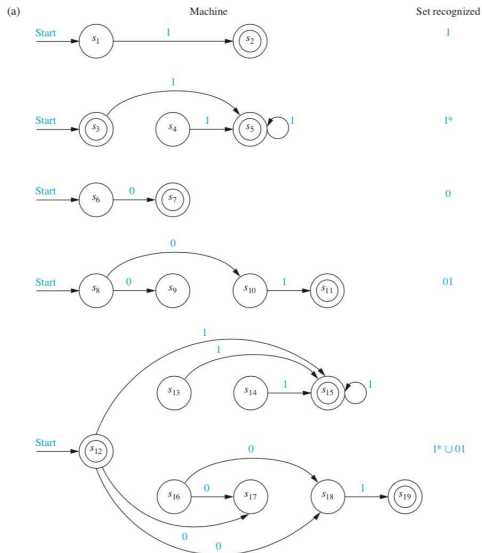 (a) Machine Set recognized
Start s1 1 s2 1
1
Start s3 s4 1 s5 1 1*
Start s6 0 s7 0
0
Start s8 0 s9 s10 1 s11 01
1
1
s13 s14 1 s15 1
Start s12 1* ∪ 01
0
s16 0 s17 s18 1 s19
0
0